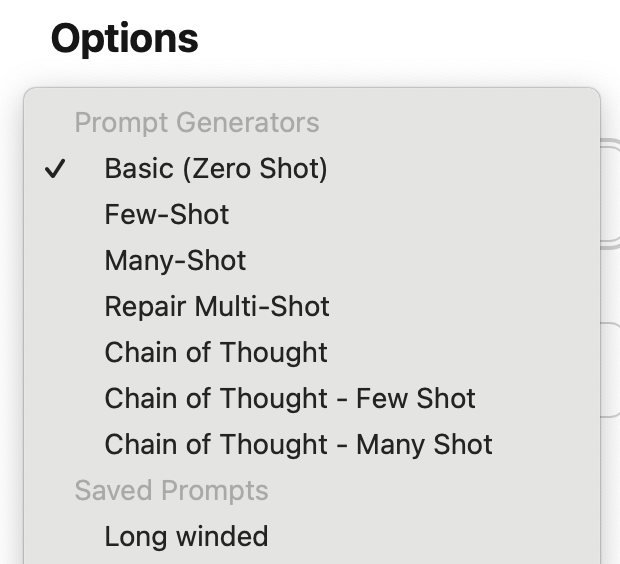 Options
Prompt Generators
✓ Basic (Zero Shot)
Few-Shot
Many-Shot
Repair Multi-Shot
Chain of Thought
Chain of Thought - Few Shot
Chain of Thought - Many Shot
Saved Prompts
Long winded